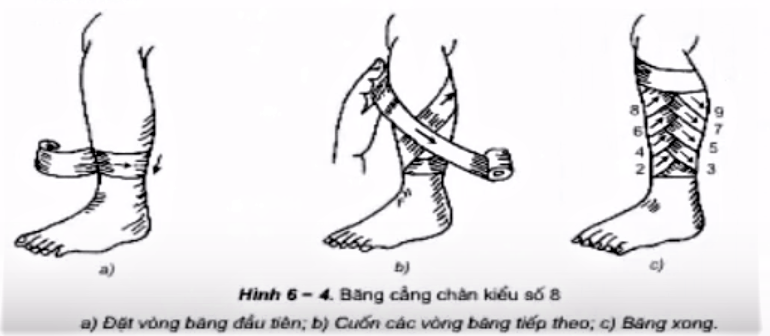 8 9
6 7
4 5
2 3
a) b) c)
Hình 6 – 4. Băng cẳng chân kiểu số 8
a) Đặt vòng băng đầu tiên; b) Cuốn các vòng băng tiếp theo; c) Băng xong.